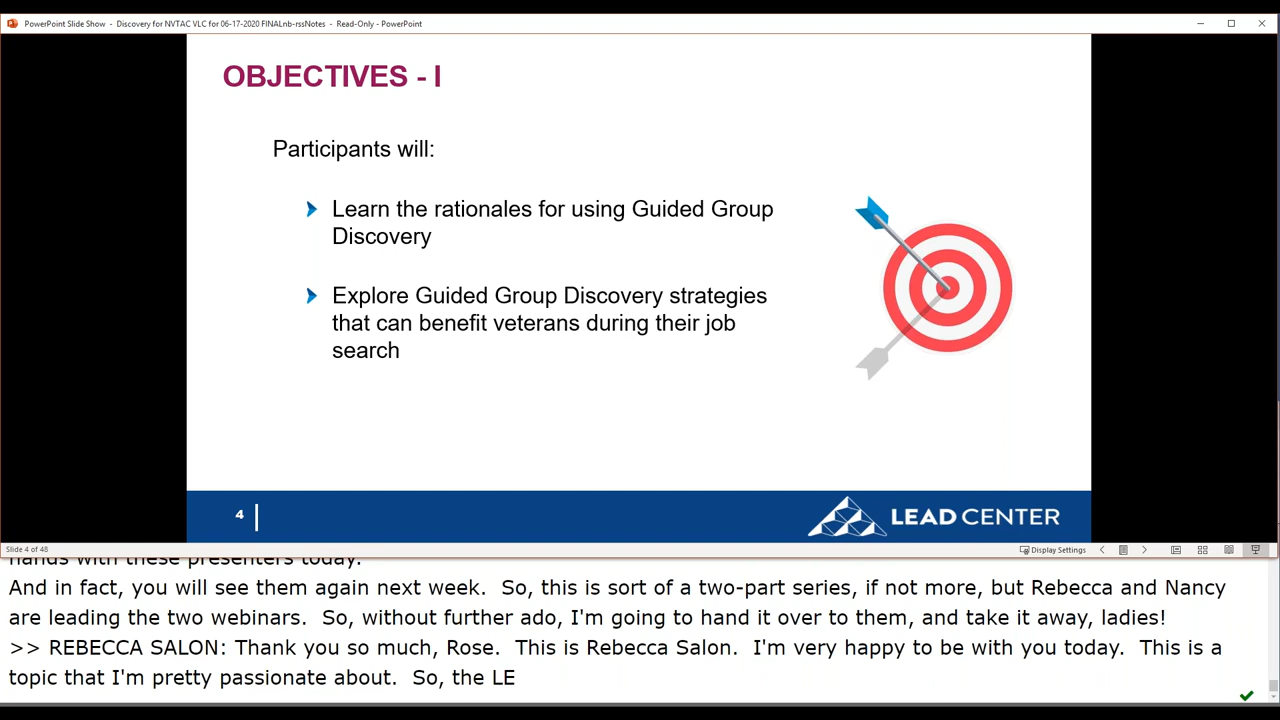 PowerPoint Slide Show - Discovery for NVTAC VLC for 06-17-2020 FINALnb-rssNotes - Read-Only - PowerPoint
OBJECTIVES - I
Participants will:
Learn the rationales for using Guided Group
Discovery
Explore Guided Group Discovery strategies
that can benefit veterans during their job
search
4
LEAD CENTER
Slide 4 of 48
Display Settings
hands with these presenters today.
And in fact, you will see them again next week.  So, this is sort of a two-part series, if not more, but Rebecca and Nancy
are leading the two webinars.  So, without further ado, I'm going to hand it over to them, and take it away, ladies!
>> REBECCA SALON: Thank you so much, Rose.  This is Rebecca Salon.  I'm very happy to be with you today.  This is a
topic that I'm pretty passionate about.  So, the LE